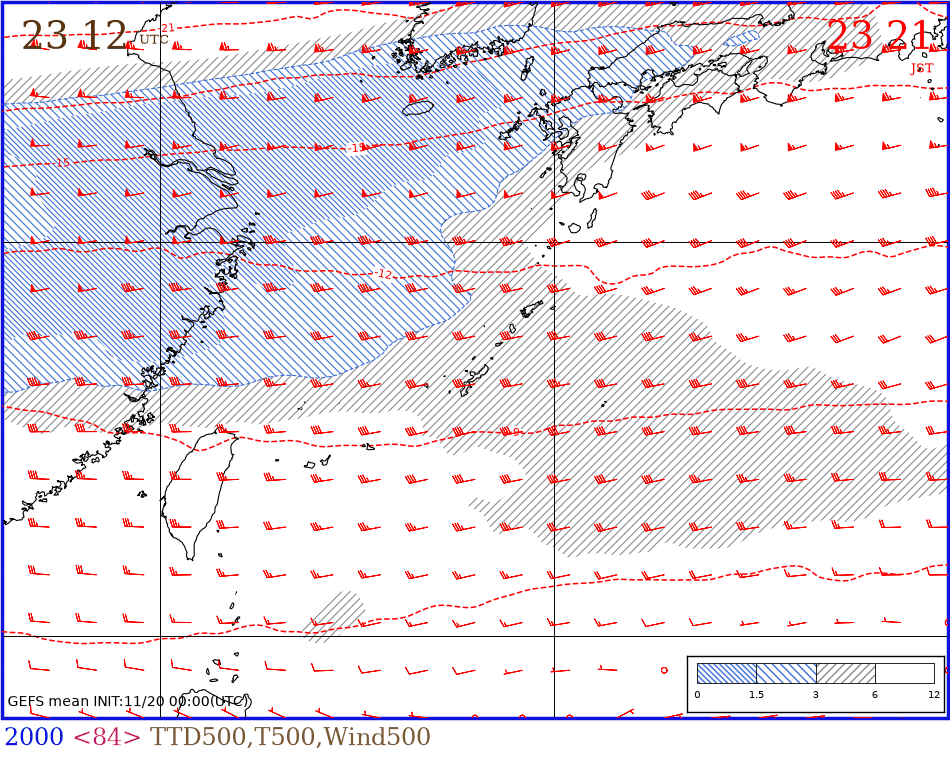 23 12 UTC
23 21 JST
-21
-15
-15
-12
-9
GEFS mean INIT:11/20 00:00(UTC)
0 1.5 3 6 12
2000 <84> TTD500,T500,Wind500